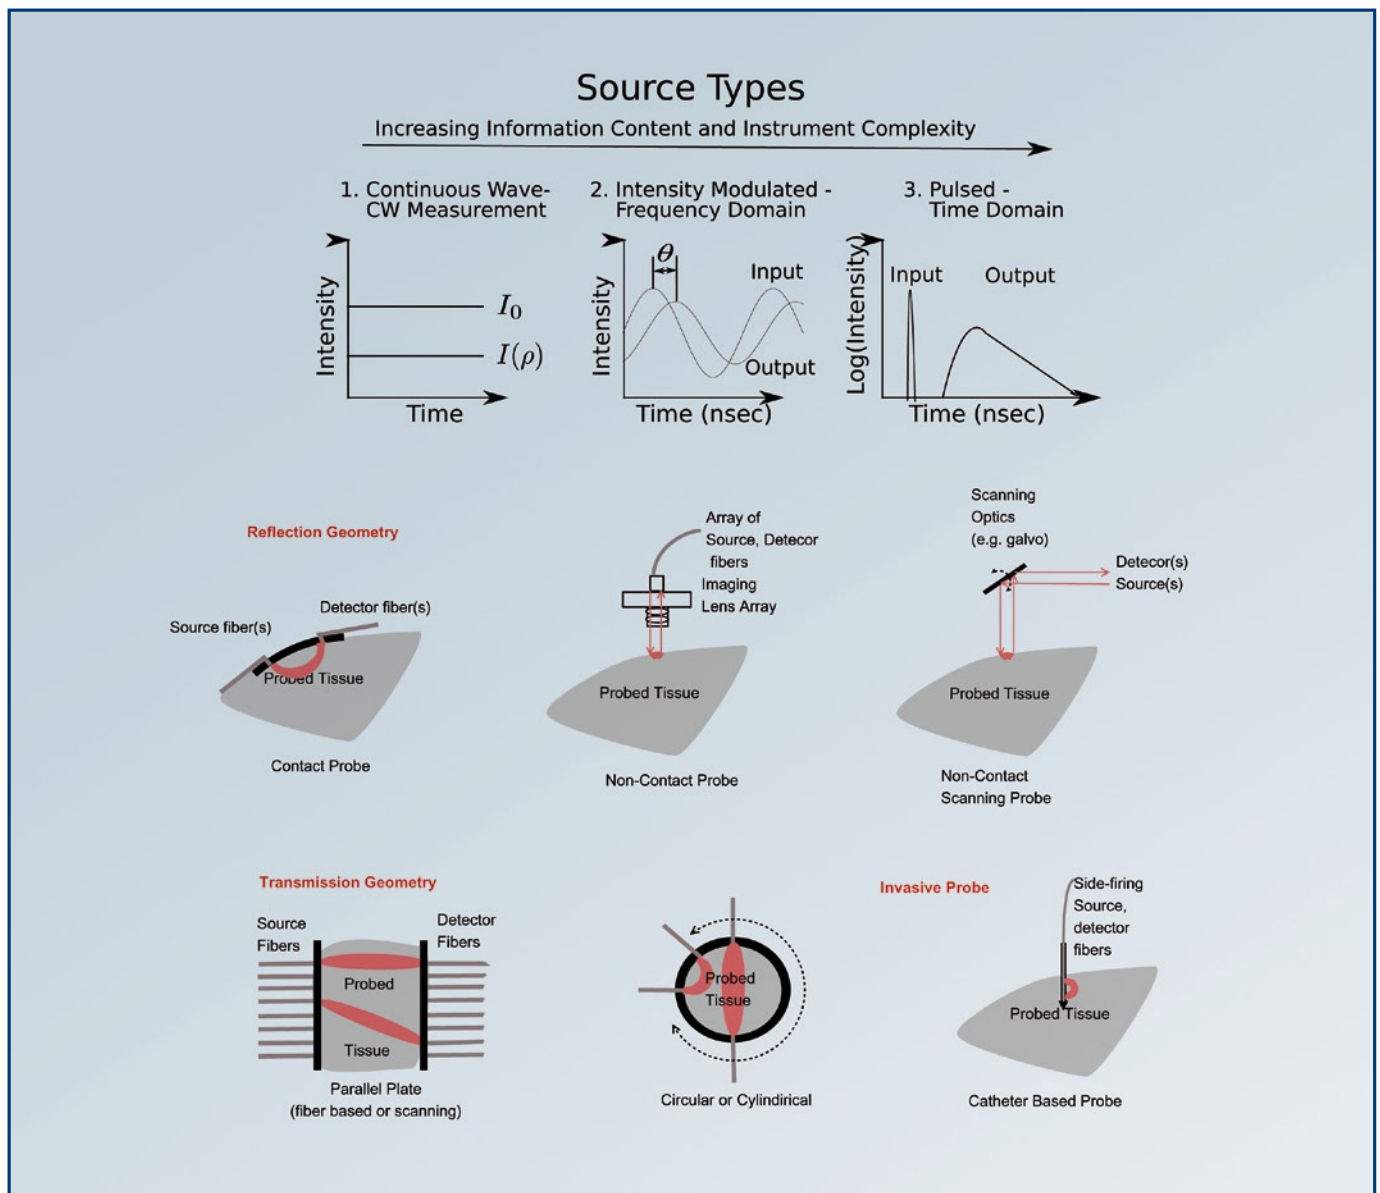 Source Types
Increasing Information Content and Instrument Complexity
1. Continuous Wave-
CW Measurement
Intensity
I₀
I(ρ)
Time
2. Intensity Modulated -
Frequency Domain
Intensity
θ
Input
Output
Time (nsec)
3. Pulsed -
Time Domain
Log(Intensity)
Input
Output
Time (nsec)
Reflection Geometry
Source fiber(s)
Detector fiber(s)
Probed Tissue
Contact Probe
Array of
Source, Detecor
fibers
Imaging
Lens Array
Probed Tissue
Non-Contact Probe
Scanning
Optics
(e.g. galvo)
Detecor(s)
Source(s)
Probed Tissue
Non-Contact
Scanning Probe
Transmission Geometry
Source
Fibers
Detector
Fibers
Probed
Tissue
Parallel Plate
(fiber based or scanning)
Probed
Tissue
Circular or Cylindrical
Invasive Probe
Side-firing
Source,
detector
fibers
Probed Tissue
Catheter Based Probe